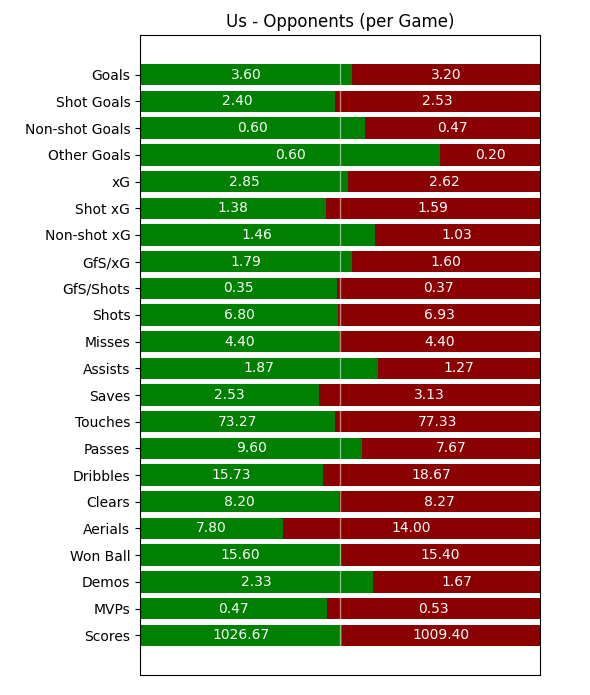 Us - Opponents (per Game)
Goals 3.60 3.20
Shot Goals 2.40 2.53
Non-shot Goals 0.60 0.47
Other Goals 0.60 0.20
xG 2.85 2.62
Shot xG 1.38 1.59
Non-shot xG 1.46 1.03
GfS/xG 1.79 1.60
GfS/Shots 0.35 0.37
Shots 6.80 6.93
Misses 4.40 4.40
Assists 1.87 1.27
Saves 2.53 3.13
Touches 73.27 77.33
Passes 9.60 7.67
Dribbles 15.73 18.67
Clears 8.20 8.27
Aerials 7.80 14.00
Won Ball 15.60 15.40
Demos 2.33 1.67
MVPs 0.47 0.53
Scores 1026.67 1009.40